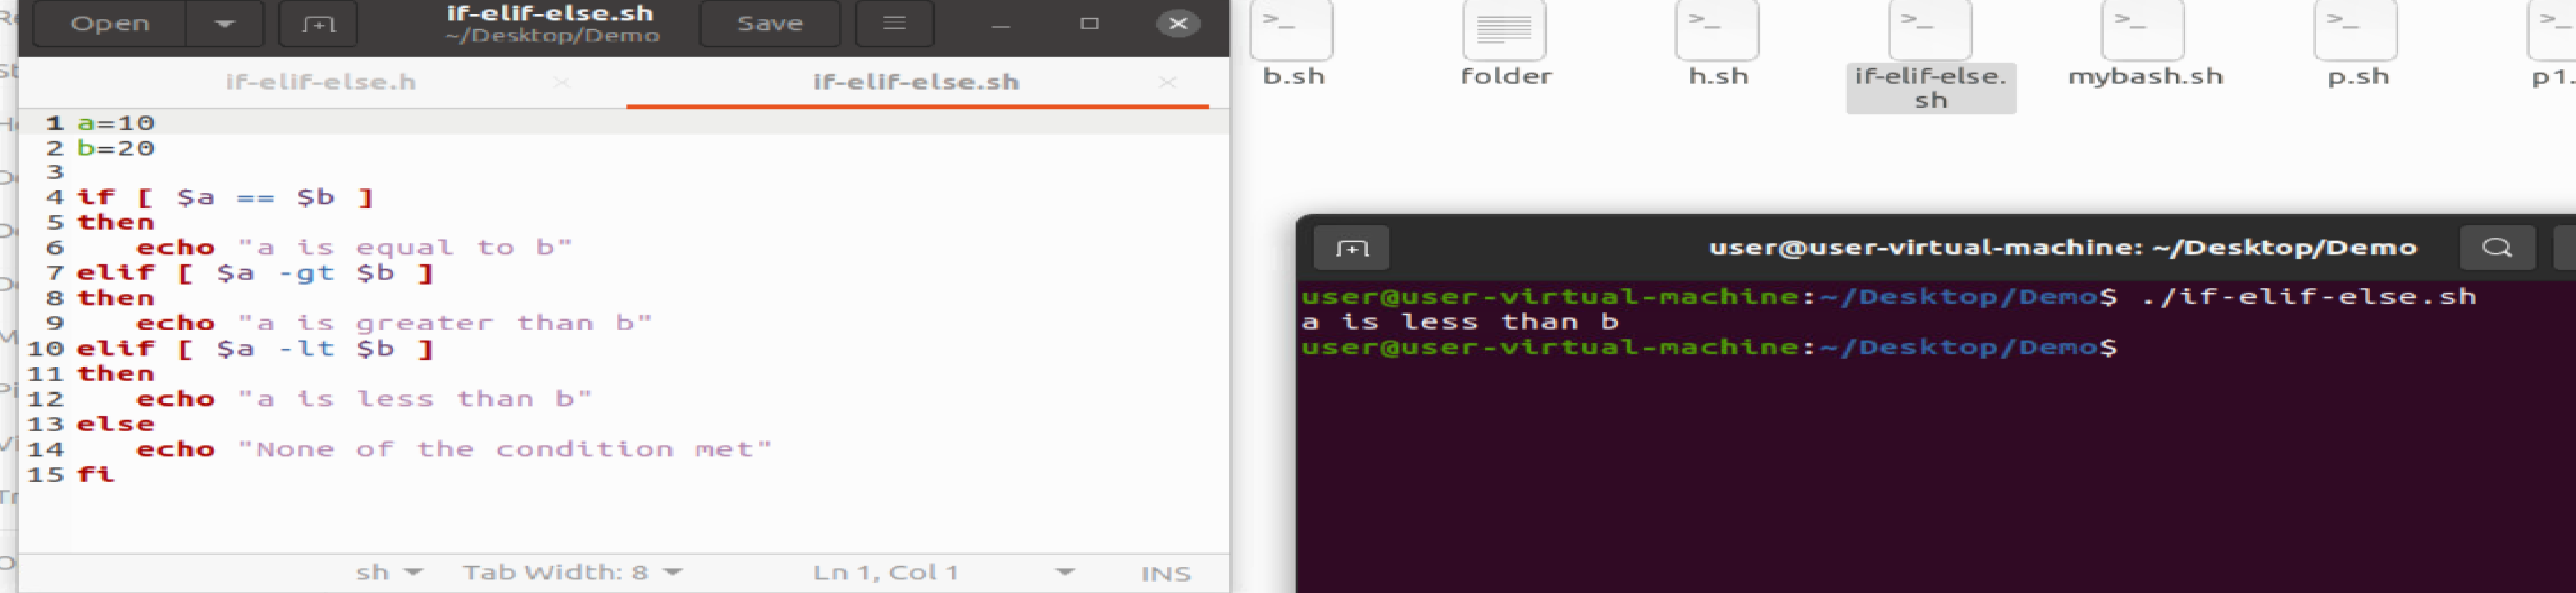 Open
if-elif-else.sh
~/Desktop/Demo
Save
if-elif-else.h
if-elif-else.sh
1 a=10
2 b=20
3
4 if [ $a == $b ]
5 then
6 echo "a is equal to b"
7 elif [ $a -gt $b ]
8 then
9 echo "a is greater than b"
10 elif [ $a -lt $b ]
11 then
12 echo "a is less than b"
13 else
14 echo "None of the condition met"
15 fi
sh Tab Width: 8 Ln 1, Col 1 INS
b.sh
folder
h.sh
if-elif-else.
sh
mybash.sh
p.sh
p1.
user@user-virtual-machine: ~/Desktop/Demo
user@user-virtual-machine:~/Desktop/Demo$ ./if-elif-else.sh
a is less than b
user@user-virtual-machine:~/Desktop/Demo$